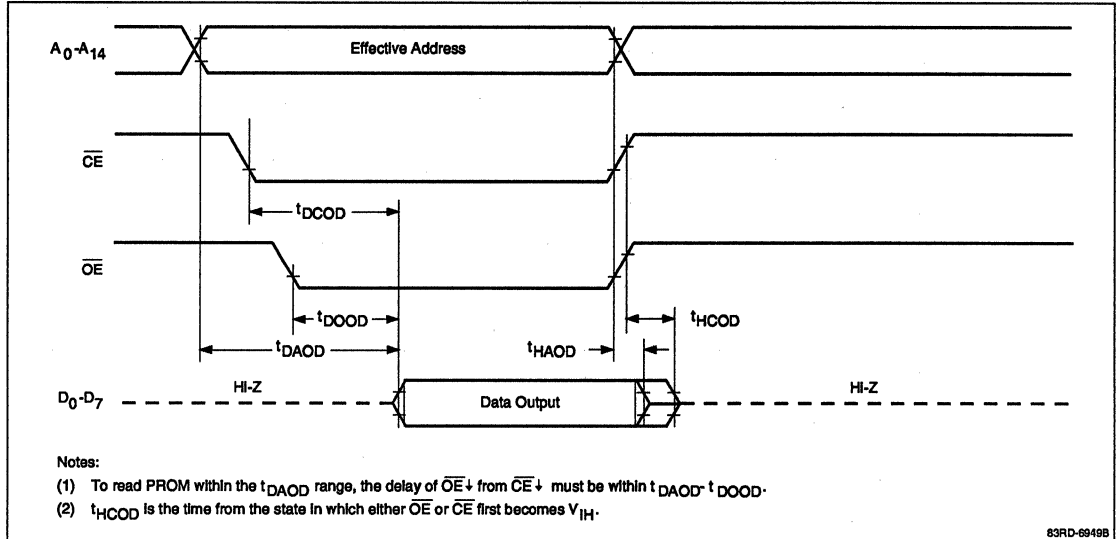 A0-A14
Effective Address
CE
tDCOD
OE
tDOOD
tHCOD
tDAOD
tHAOD
HI-Z
HI-Z
D0-D7
Data Output
Notes:
(1) To read PROM within the tDAOD range, the delay of OE↓ from CE↓ must be within tDAOD- tDOOD.
(2) tHCOD is the time from the state in which either OE or CE first becomes VIH.
83RD-6949B